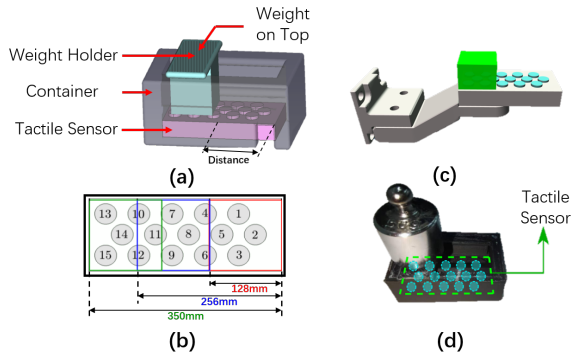 Weight
on Top
Weight Holder
Container
Tactile Sensor
Distance
(a)
(c)
13 10 7 4 1
14 11 8 5 2
15 12 9 6 3
128mm
256mm
350mm
(b)
Tactile
Sensor
(d)